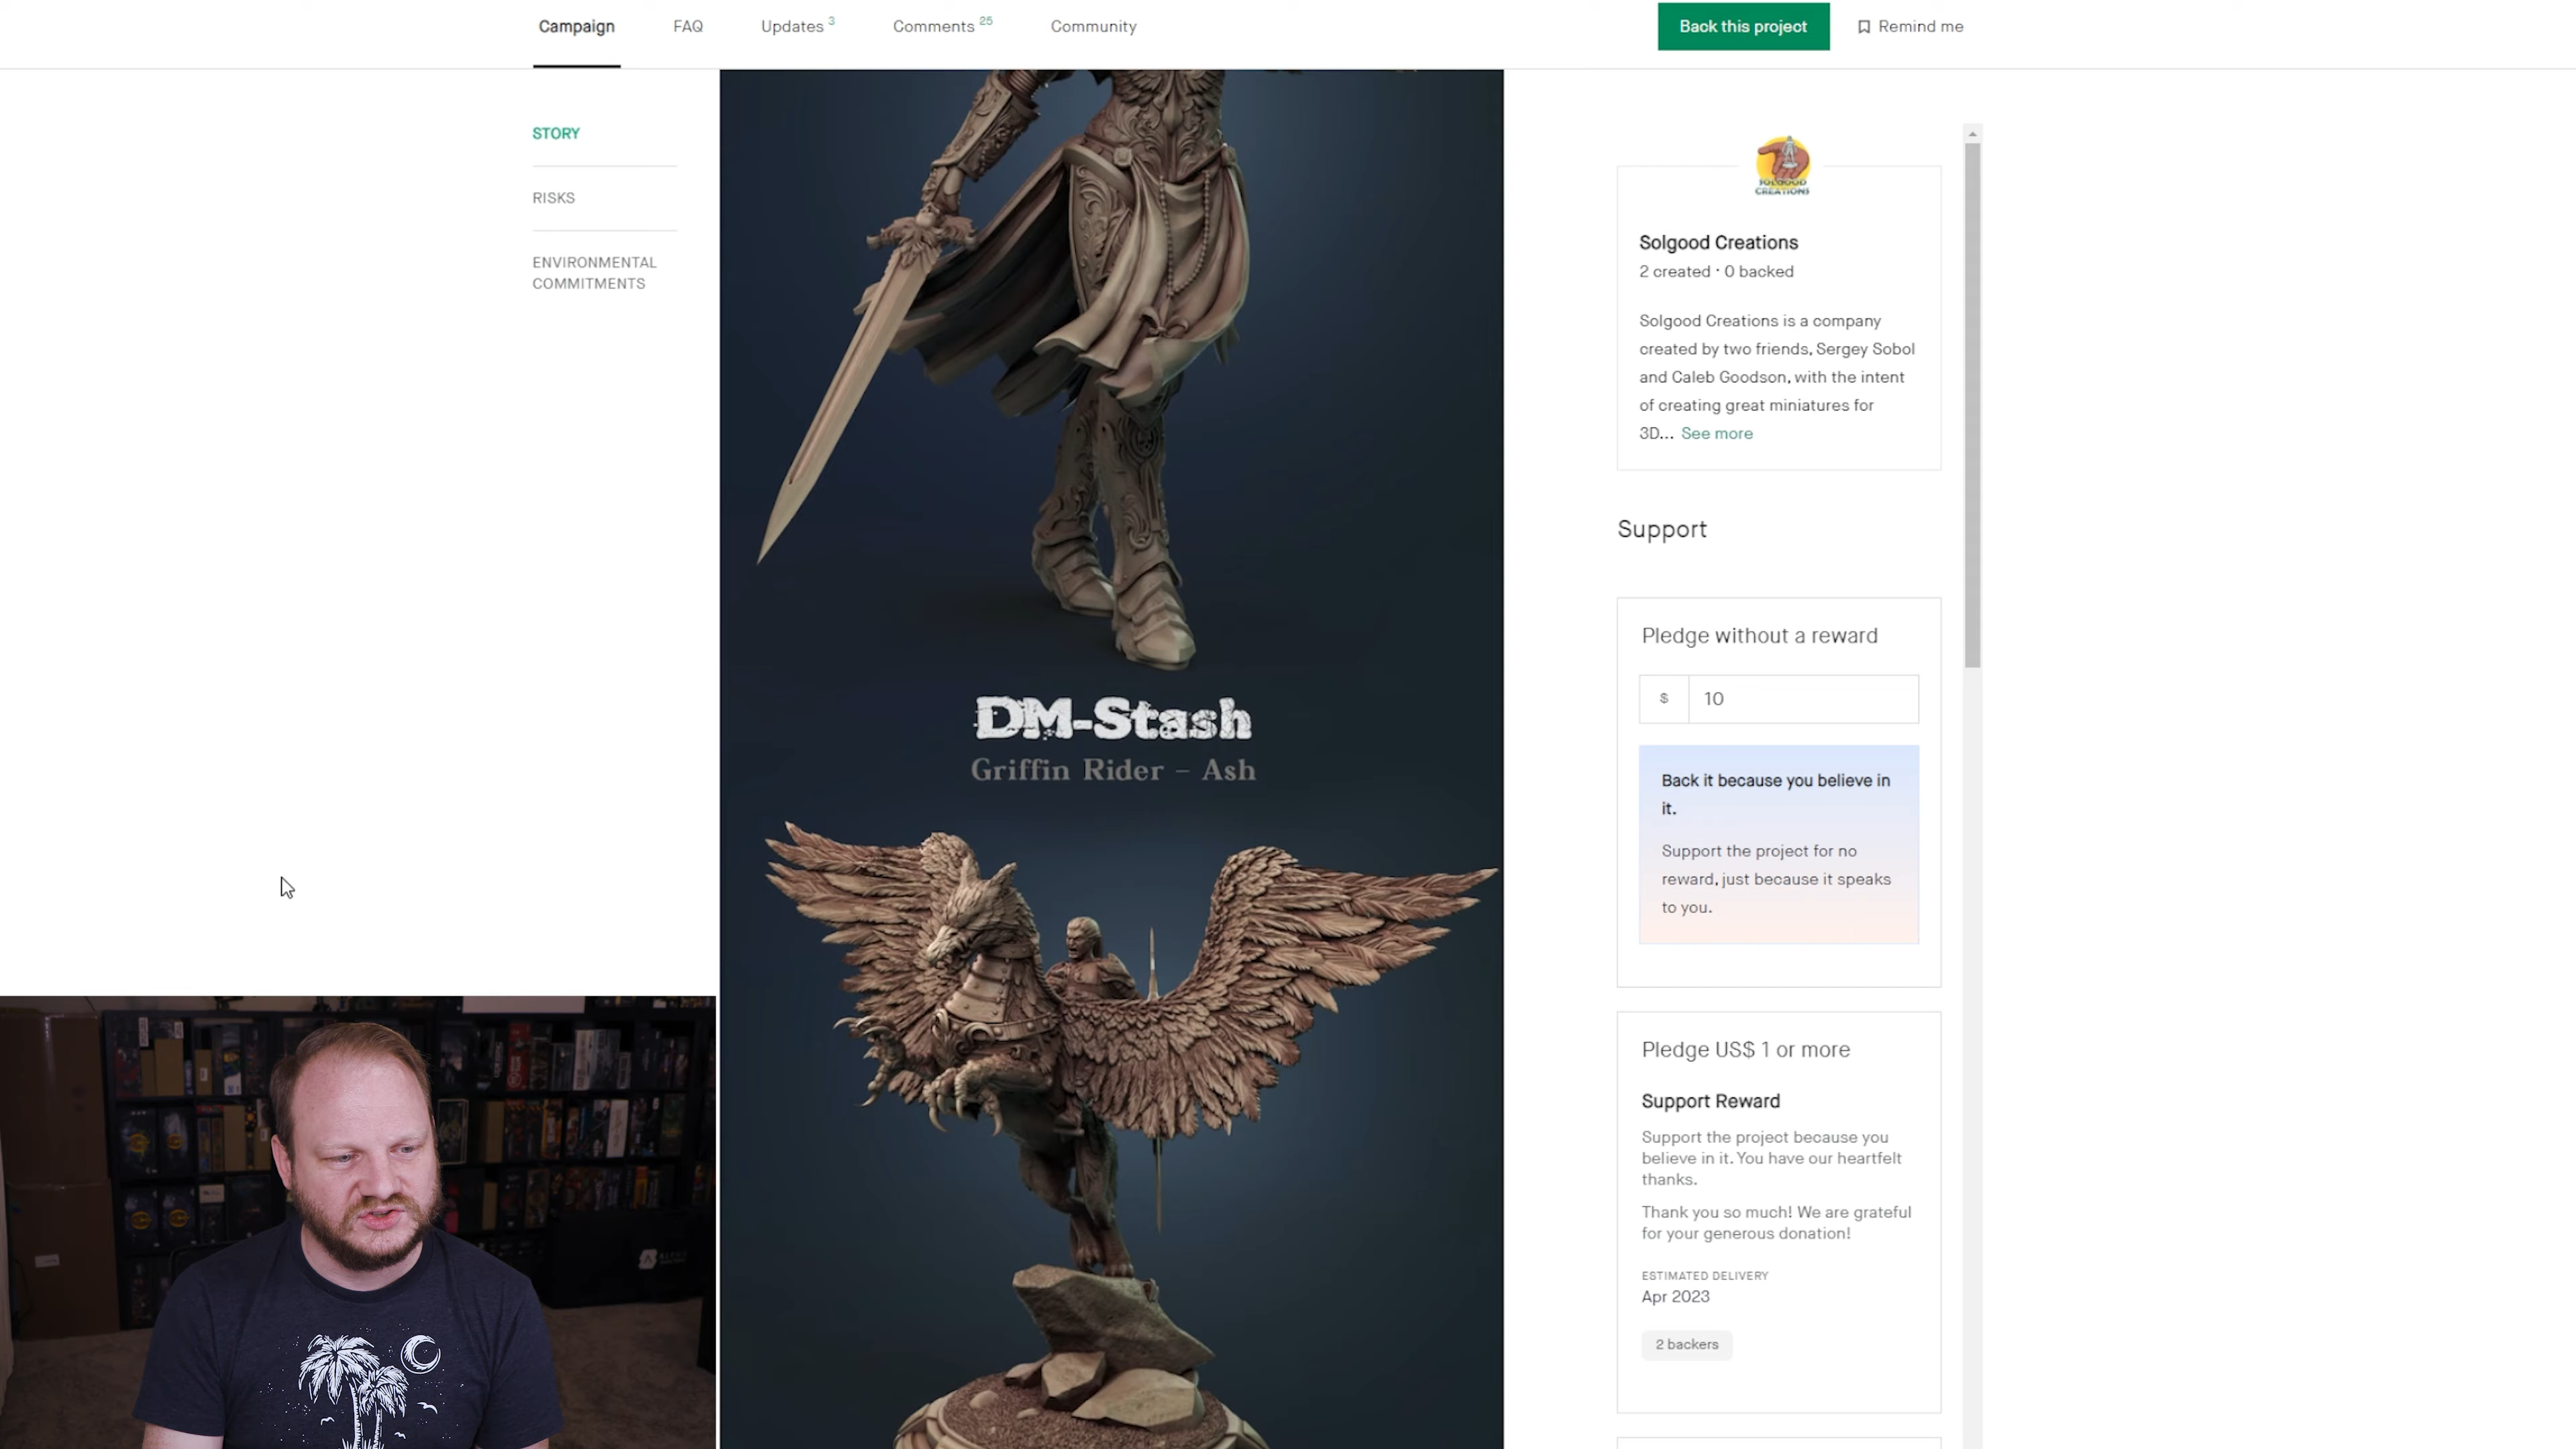 Campaign
FAQ
Updates 3
Comments 25
Community
Back this project
Remind me
STORY
RISKS
ENVIRONMENTAL
COMMITMENTS
DM-Stash
Griffin Rider – Ash
SOLGOOD
CREATIONS
Solgood Creations
2 created · 0 backed
Solgood Creations is a company
created by two friends, Sergey Sobol
and Caleb Goodson, with the intent
of creating great miniatures for
3D... See more
Support
Pledge without a reward
$ 10
Back it because you believe in
it.
Support the project for no
reward, just because it speaks
to you.
Pledge US$ 1 or more
Support Reward
Support the project because you
believe in it. You have our heartfelt
thanks.
Thank you so much! We are grateful
for your generous donation!
ESTIMATED DELIVERY
Apr 2023
2 backers